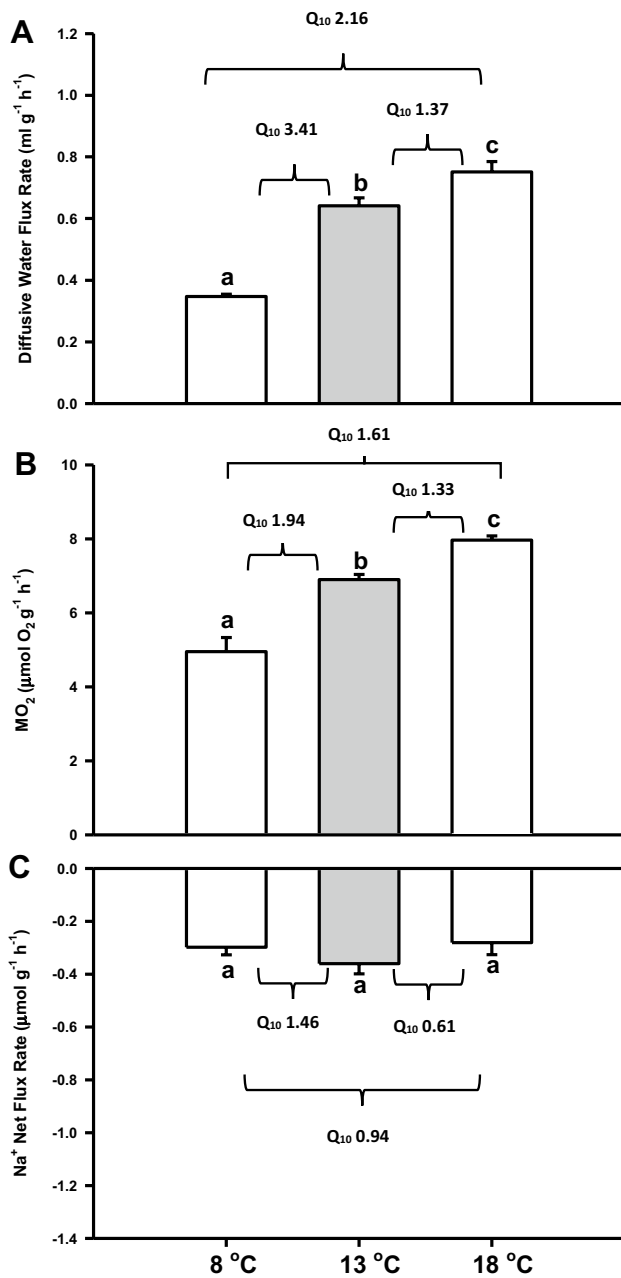 A
Q₁₀ 2.16
Q₁₀ 3.41
Q₁₀ 1.37
Diffusive Water Flux Rate (ml g⁻¹ h⁻¹)
1.2
1.0
0.8
0.6
0.4
0.2
0.0
a
b
c
B
Q₁₀ 1.61
Q₁₀ 1.94
Q₁₀ 1.33
MO₂ (μmol O₂ g⁻¹ h⁻¹)
10
8
6
4
2
0
a
b
c
C
Na⁺ Net Flux Rate (μmol g⁻¹ h⁻¹)
0.0
-0.2
-0.4
-0.6
-0.8
-1.0
-1.2
-1.4
a
a
a
Q₁₀ 1.46
Q₁₀ 0.61
Q₁₀ 0.94
8 °C
13 °C
18 °C